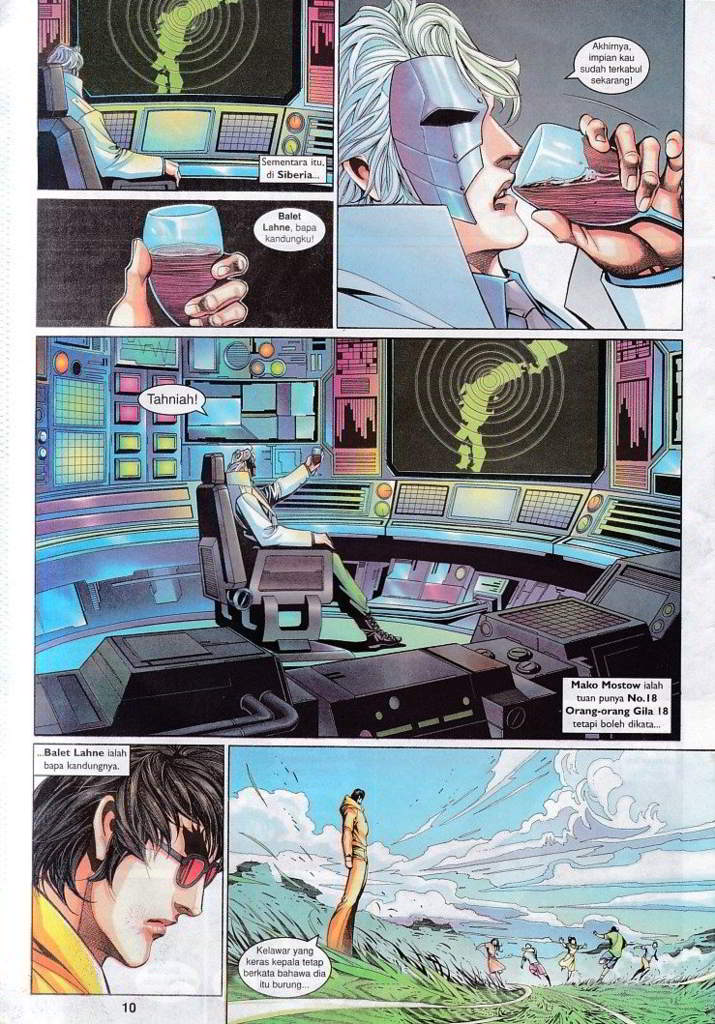 Sementara itu,
di Siberia...
Akhirnya,
impian kau
sudah terkabul
sekarang!
Balet
Lahne, bapa
kandungku!
Tahniah!
Mako Mostow ialah
tuan punya No.18
Orang-orang Gila 18
tetapi boleh dikata...
...Balet Lahne ialah
bapa kandungnya.
Kelawar yang
keras kepala tetap
berkata bahawa dia
itu burung...
10